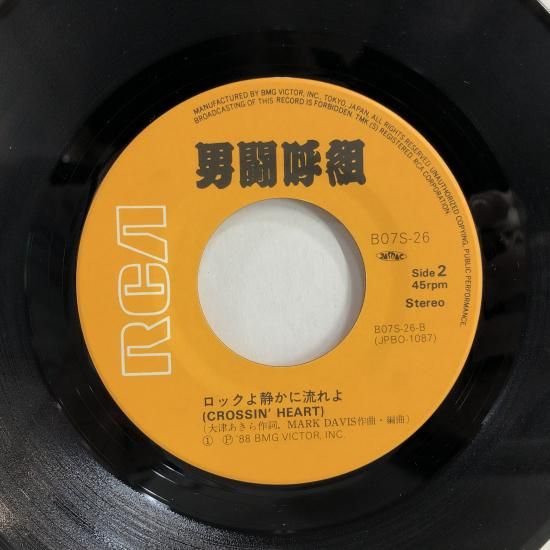 MANUFACTURED BY BMG VICTOR, INC., TOKYO, JAPAN. ALL RIGHTS RESERVED. UNAUTHORIZED COPYING, PUBLIC PERFORMANCE.
BROADCASTING OF THIS RECORD IS FORBIDDEN. TMK (S) REGISTERED. RCA CORPORATION
男闘呼組
RCA
B07S-26
Side 2
45rpm
Stereo
B07S-26-B
(JPBO-1087)
ロックよ静かに流れよ
(CROSSIN' HEART)
(大津あきら作詞, MARK DAVIS作曲・編曲)
① ℗ '88 BMG VICTOR, INC.